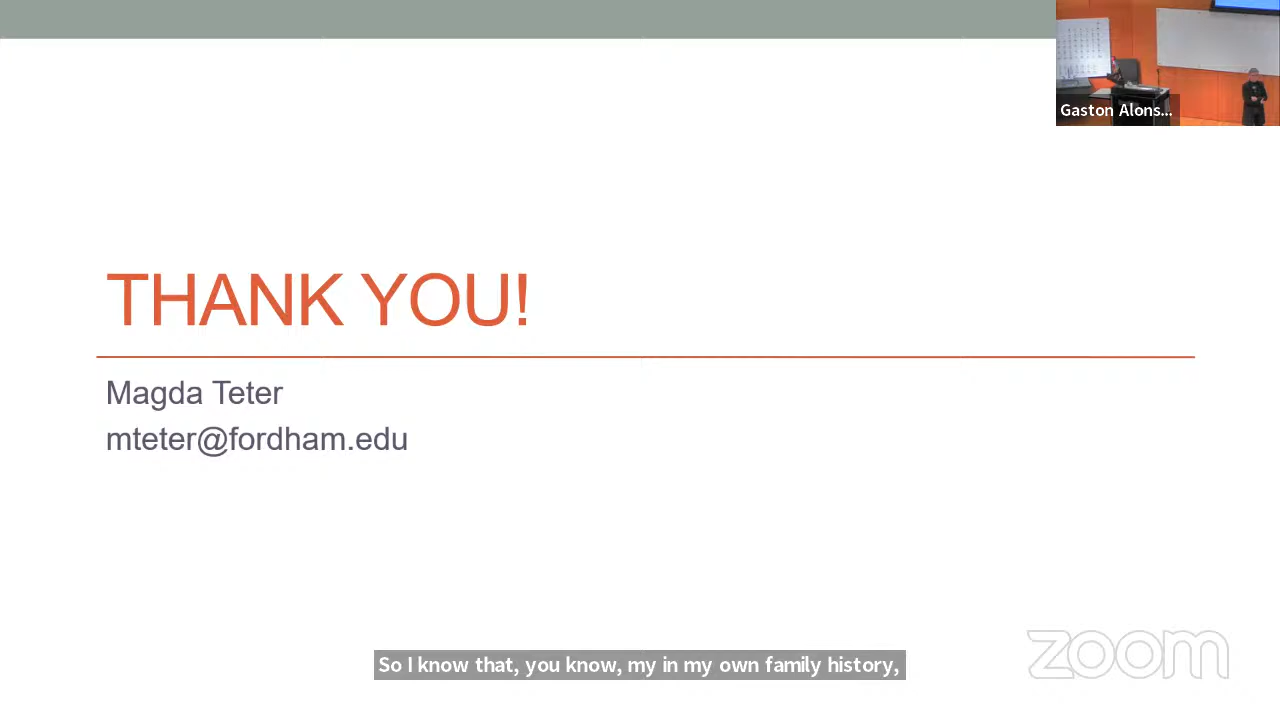 Gaston Alons...
THANK YOU!
Magda Teter
mteter@fordham.edu
So I know that, you know, my in my own family history,
zoom